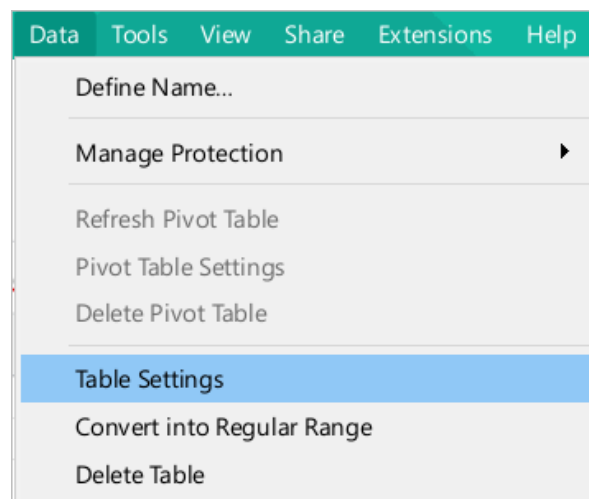 Data Tools View Share Extensions Help
Define Name...
Manage Protection
Refresh Pivot Table
Pivot Table Settings
Delete Pivot Table
Table Settings
Convert into Regular Range
Delete Table